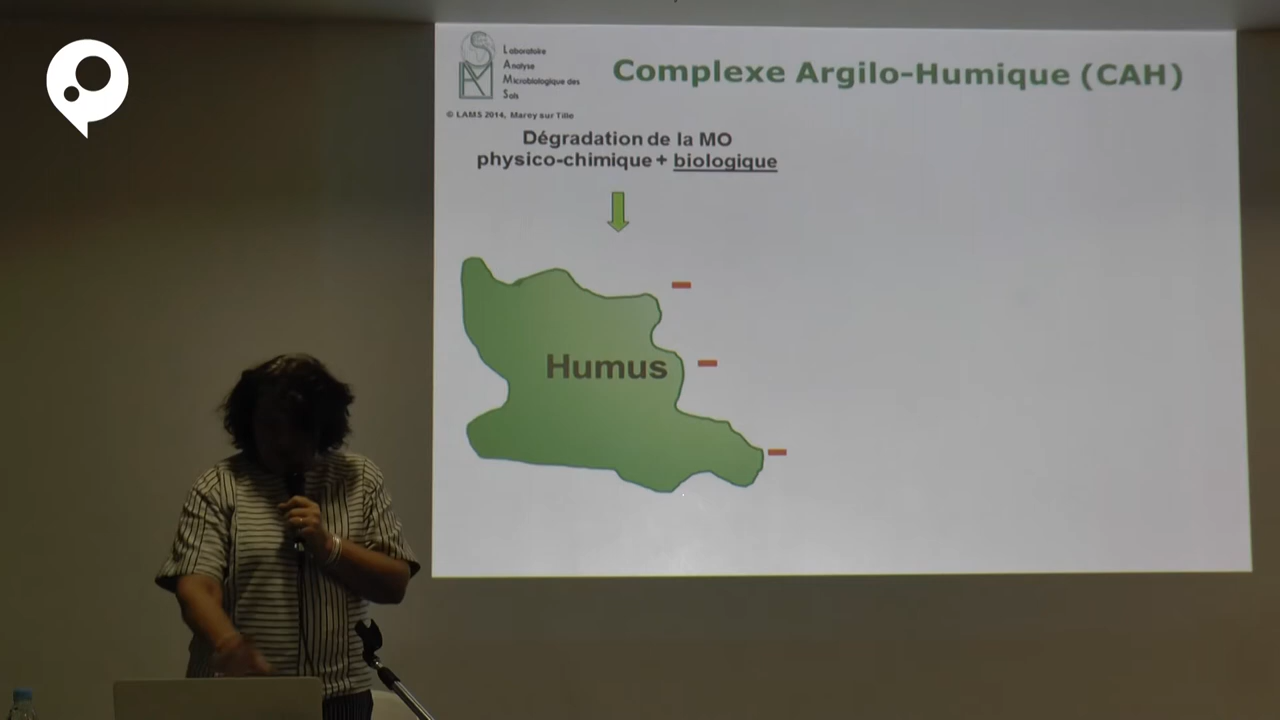 Laboratoire
Analyse
Microbiologique des
Sols
Complexe Argilo-Humique (CAH)
© LAMS 2014, Marey sur Tille
Dégradation de la MO
physico-chimique + biologique
Humus